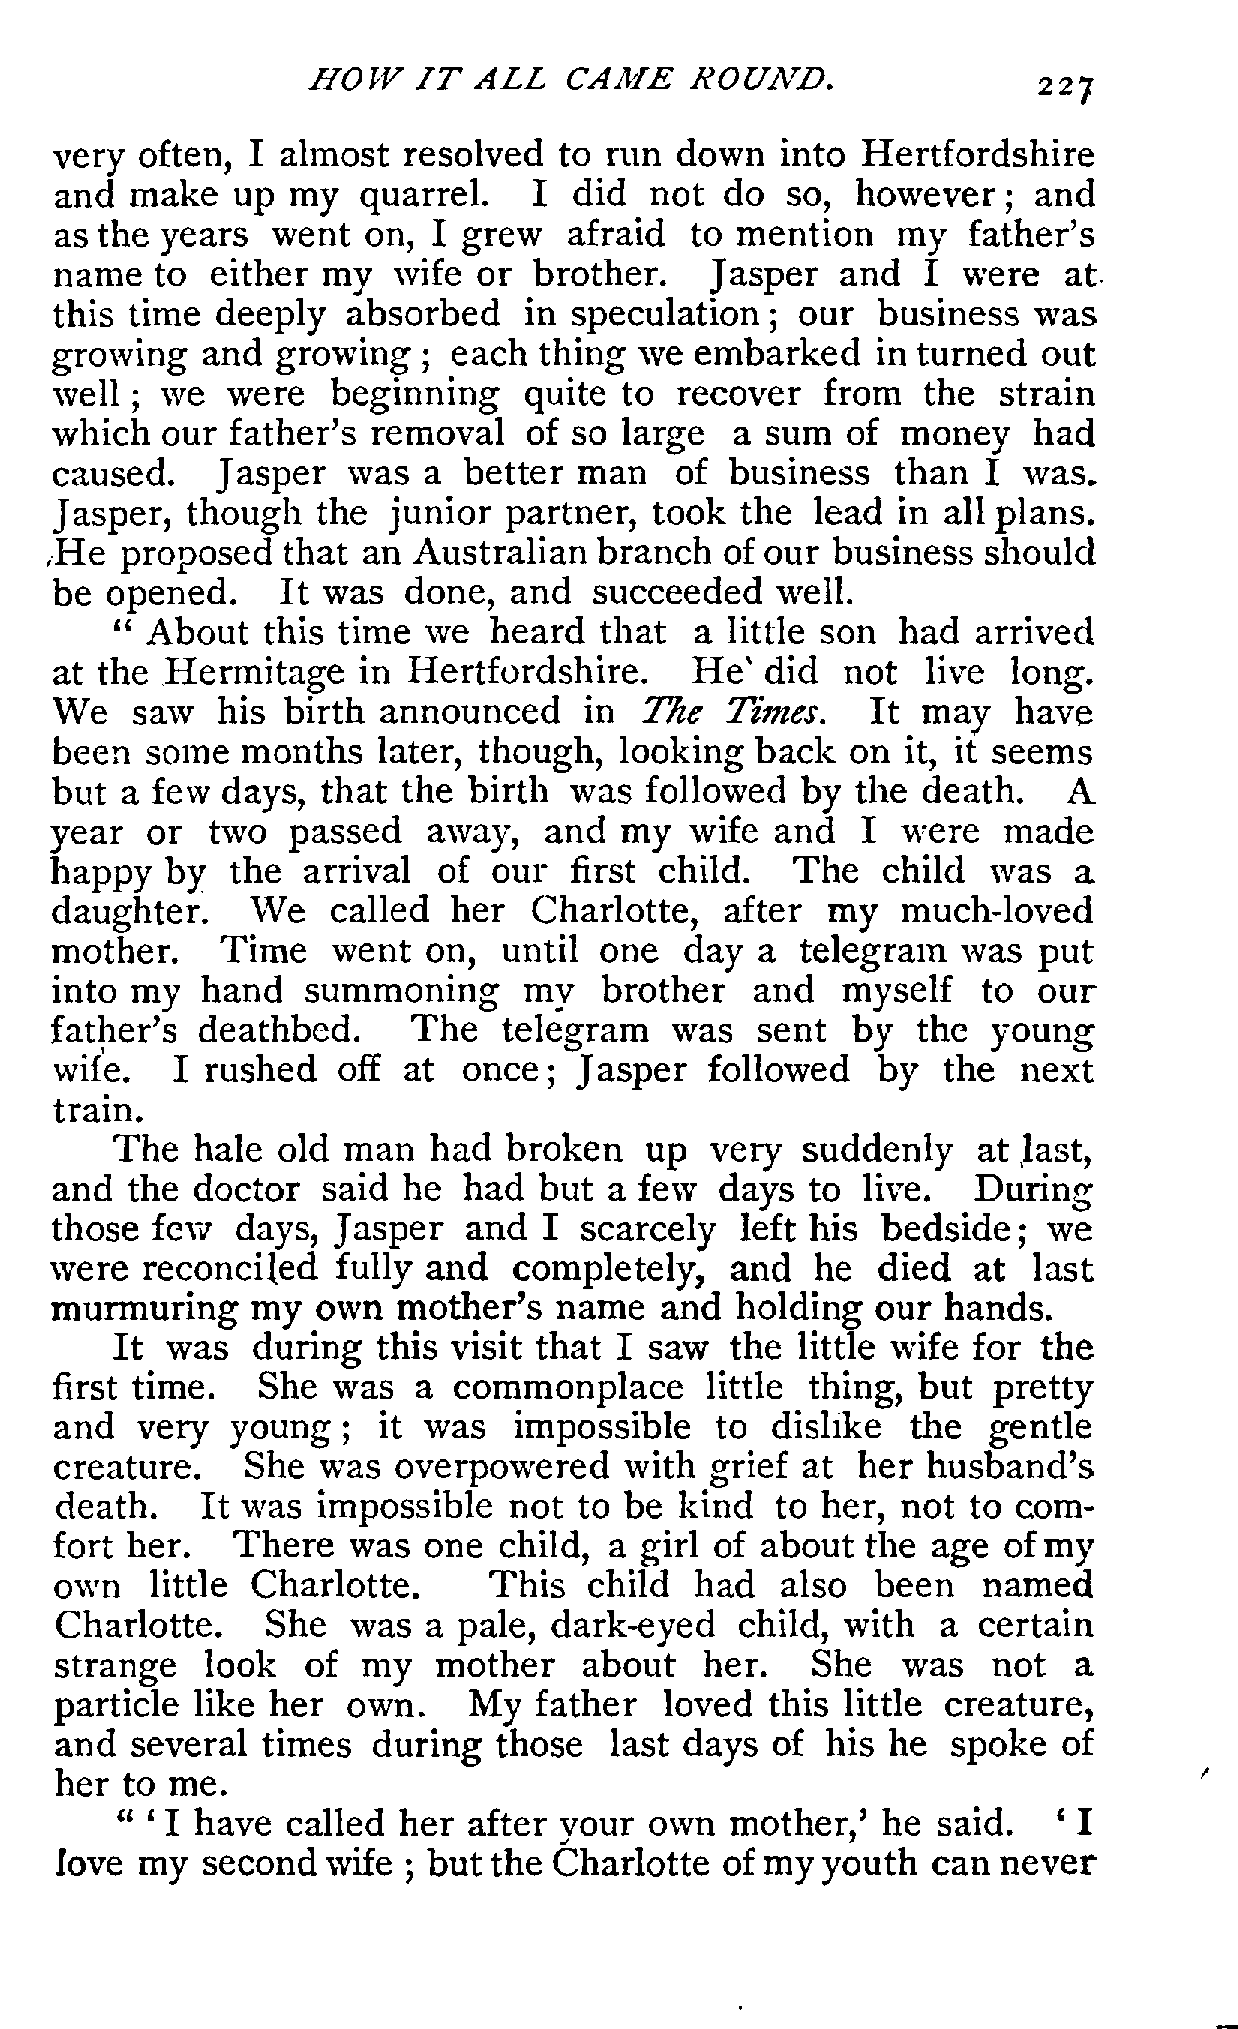 HOW IT ALL CAME ROUND. 227
very often, I almost resolved to run down into Hertfordshire
and make up my quarrel. I did not do so, however ; and
as the years went on, I grew afraid to mention my father's
name to either my wife or brother. Jasper and I were at
this time deeply absorbed in speculation ; our business was
growing and growing ; each thing we embarked in turned out
well ; we were beginning quite to recover from the strain
which our father's removal of so large a sum of money had
caused. Jasper was a better man of business than I was.
Jasper, though the junior partner, took the lead in all plans.
He proposed that an Australian branch of our business should
be opened. It was done, and succeeded well.
“ About this time we heard that a little son had arrived
at the Hermitage in Hertfordshire. He did not live long.
We saw his birth announced in The Times. It may have
been some months later, though, looking back on it, it seems
but a few days, that the birth was followed by the death. A
year or two passed away, and my wife and I were made
happy by the arrival of our first child. The child was a
daughter. We called her Charlotte, after my much-loved
mother. Time went on, until one day a telegram was put
into my hand summoning my brother and myself to our
father's deathbed. The telegram was sent by the young
wife. I rushed off at once ; Jasper followed by the next
train.
The hale old man had broken up very suddenly at last,
and the doctor said he had but a few days to live. During
those few days, Jasper and I scarcely left his bedside ; we
were reconciled fully and completely, and he died at last
murmuring my own mother's name and holding our hands.
It was during this visit that I saw the little wife for the
first time. She was a commonplace little thing, but pretty
and very young ; it was impossible to dislike the gentle
creature. She was overpowered with grief at her husband's
death. It was impossible not to be kind to her, not to com-
fort her. There was one child, a girl of about the age of my
own little Charlotte. This child had also been named
Charlotte. She was a pale, dark-eyed child, with a certain
strange look of my mother about her. She was not a
particle like her own. My father loved this little creature,
and several times during those last days of his he spoke of
her to me.
“ ‘ I have called her after your own mother,’ he said. ‘ I
love my second wife ; but the Charlotte of my youth can never